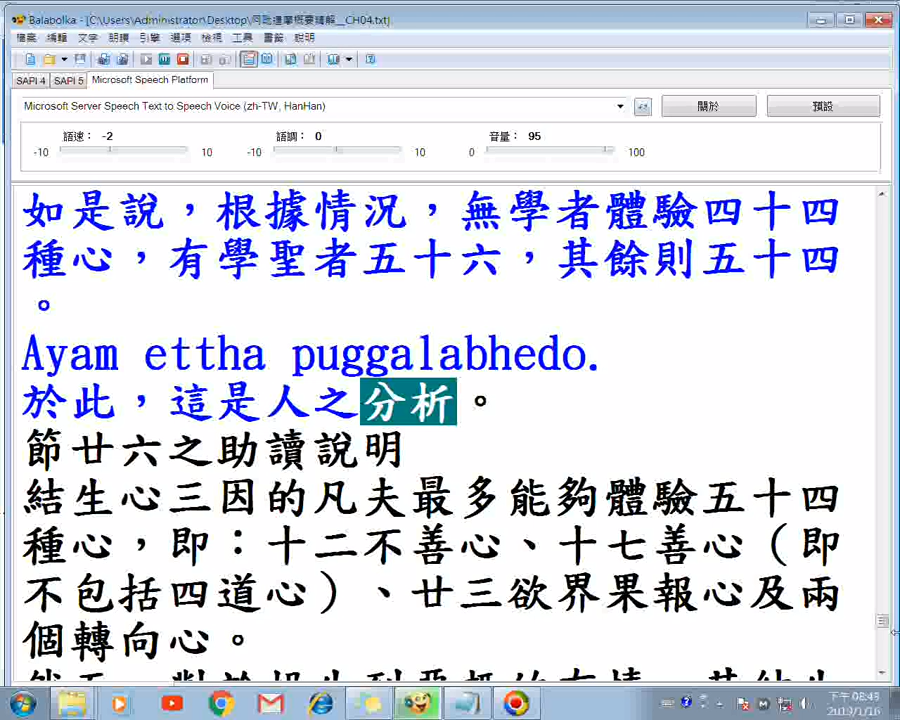 Balabolka - [C:\Users\Administrator\Desktop\阿毗達摩概要精解__CH04.txt]
檔案 編輯 文字 朗讀 引擎 選項 檢視 工具 書籤 說明
SAPI 4 SAPI 5 Microsoft Speech Platform
Microsoft Server Speech Text to Speech Voice (zh-TW, HanHan) 關於 預設
語速： -2 語調： 0 音量： 95
-10 10 -10 10 0 100
如是說，根據情況，無學者體驗四十四
種心，有學聖者五十六，其餘則五十四
。
Ayam ettha puggalabhedo.
於此，這是人之分析。
節廿六之助讀說明
結生心三因的凡夫最多能夠體驗五十四
種心，即：十二不善心、十七善心（即
不包括四道心）、廿三欲界果報心及兩
個轉向心。
下午 08:43
2019/1/16